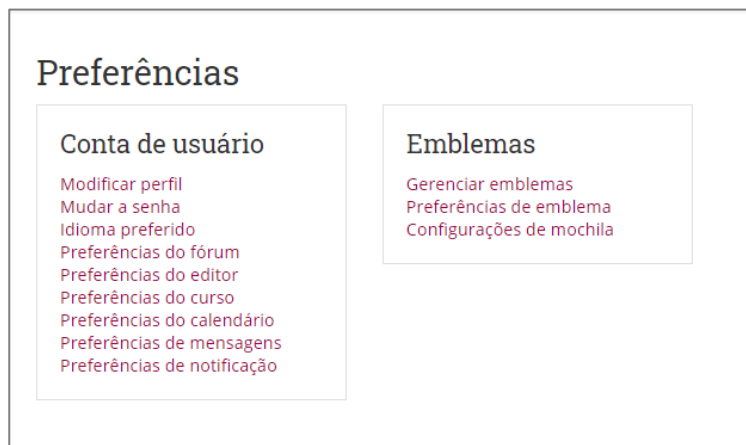 Preferências
Conta de usuário
Modificar perfil
Mudar a senha
Idioma preferido
Preferências do fórum
Preferências do editor
Preferências do curso
Preferências do calendário
Preferências de mensagens
Preferências de notificação
Emblemas
Gerenciar emblemas
Preferências de emblema
Configurações de mochila